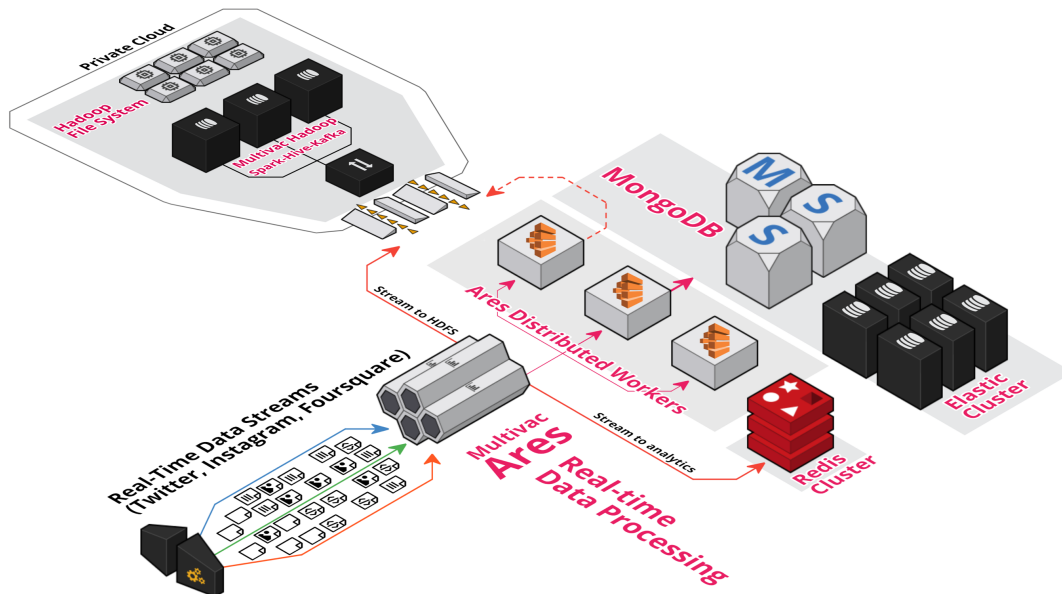 Private Cloud
Hadoop
File System
Multivac Hadoop
Spark-Hive-Kafka
MongoDB
M
S
S
Ares Distributed Workers
Stream to HDFS
Elastic
Cluster
Real-Time Data Streams
(Twitter, Instagram, Foursquare)
Multivac
Ares
Real-time
Data Processing
Stream to analytics
Redis
Cluster